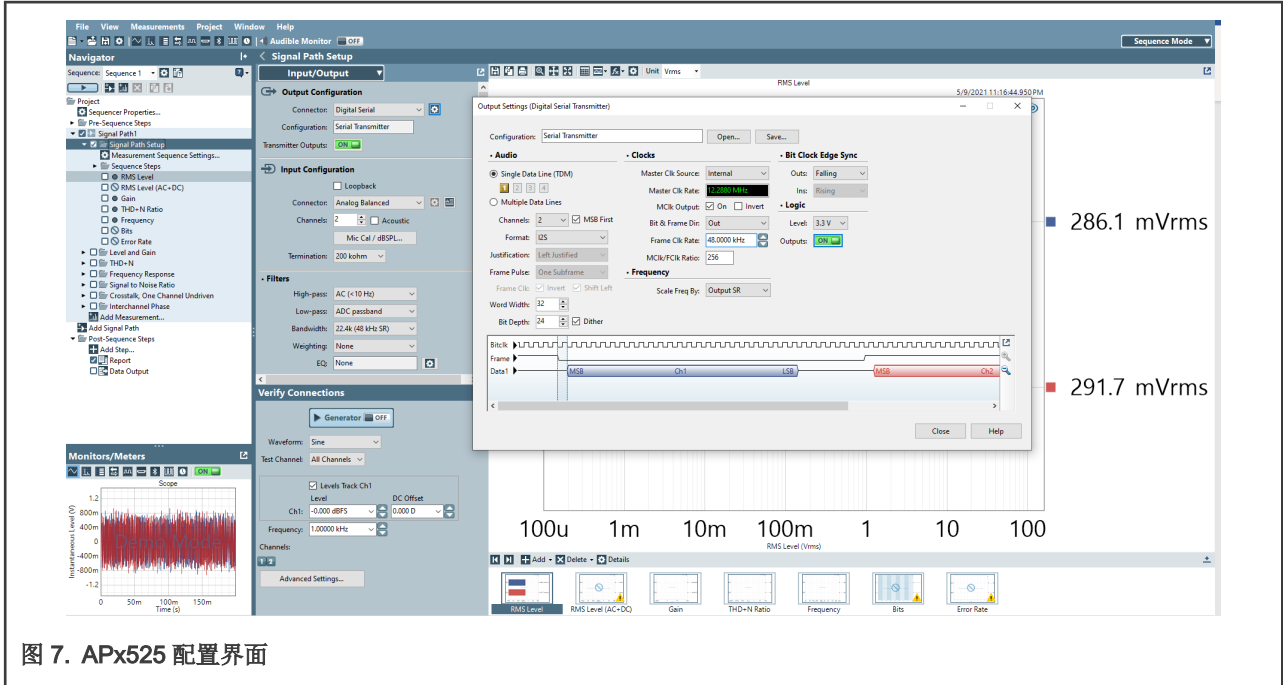 File View Measurements Project Window Help
Audible Monitor OFF
Sequence Mode
Navigator
Sequence: Sequence 1
Project
Sequencer Properties...
Pre-Sequence Steps
Signal Path1
Signal Path Setup
Measurement Sequence Settings...
Sequence Steps
RMS Level
RMS Level (AC+DC)
Gain
THD+N Ratio
Frequency
Bits
Error Rate
Level and Gain
THD+N
Frequency Response
Signal to Noise Ratio
Crosstalk, One Channel Undriven
Interchannel Phase
Add Measurement...
Add Signal Path
Post-Sequence Steps
Add Step...
Report
Data Output
Monitors/Meters
ON
Scope
Instantaneous Level (V)
1.2
800m
400m
0
-400m
-800m
-1.2
Demo Mode
0 50m 100m 150m
Time (s)
Signal Path Setup
Input/Output
Output Configuration
Connector: Digital Serial
Configuration: Serial Transmitter
Transmitter Outputs: ON
Input Configuration
Loopback
Connector: Analog Balanced
Channels: 2 Acoustic
Mic Cal / dBSPL...
Termination: 200 kohm
Filters
High-pass: AC (<10 Hz)
Low-pass: ADC passband
Bandwidth: 22.4k (48 kHz SR)
Weighting: None
EQ: None
Verify Connections
Generator OFF
Waveform: Sine
Test Channel: All Channels
Levels Track Ch1
Level DC Offset
Ch1: -0.000 dBFS 0.000 D
Frequency: 1.00000 kHz
Channels:
1 2
Advanced Settings...
Unit Vrms
RMS Level
5/9/2021 11:16:44.950 PM
Output Settings (Digital Serial Transmitter)
Configuration: Serial Transmitter Open... Save...
Audio
Single Data Line (TDM)
1 2 3 4
Multiple Data Lines
Channels: 2 MSB First
Format: I2S
Justification: Left Justified
Frame Pulse: One Subframe
Frame Clk: Invert Shift Left
Word Width: 32
Bit Depth: 24 Dither
Clocks
Master Clk Source: Internal
Master Clk Rate: 12.2880 MHz
MClk Output: On Invert
Bit & Frame Dir: Out
Frame Clk Rate: 48.0000 kHz
MClk/FClk Ratio: 256
Frequency
Scale Freq By: Output SR
Bit Clock Edge Sync
Outs: Falling
Ins: Rising
Logic
Level: 3.3 V
Outputs: ON
Bitclk
Frame
Data1 MSB Ch1 LSB MSB Ch2
Close Help
286.1 mVrms
291.7 mVrms
100u 1m 10m 100m 1 10 100
RMS Level (Vrms)
Add Delete Details
RMS Level RMS Level (AC+DC) Gain THD+N Ratio Frequency Bits Error Rate
图 7. APx525 配置界面